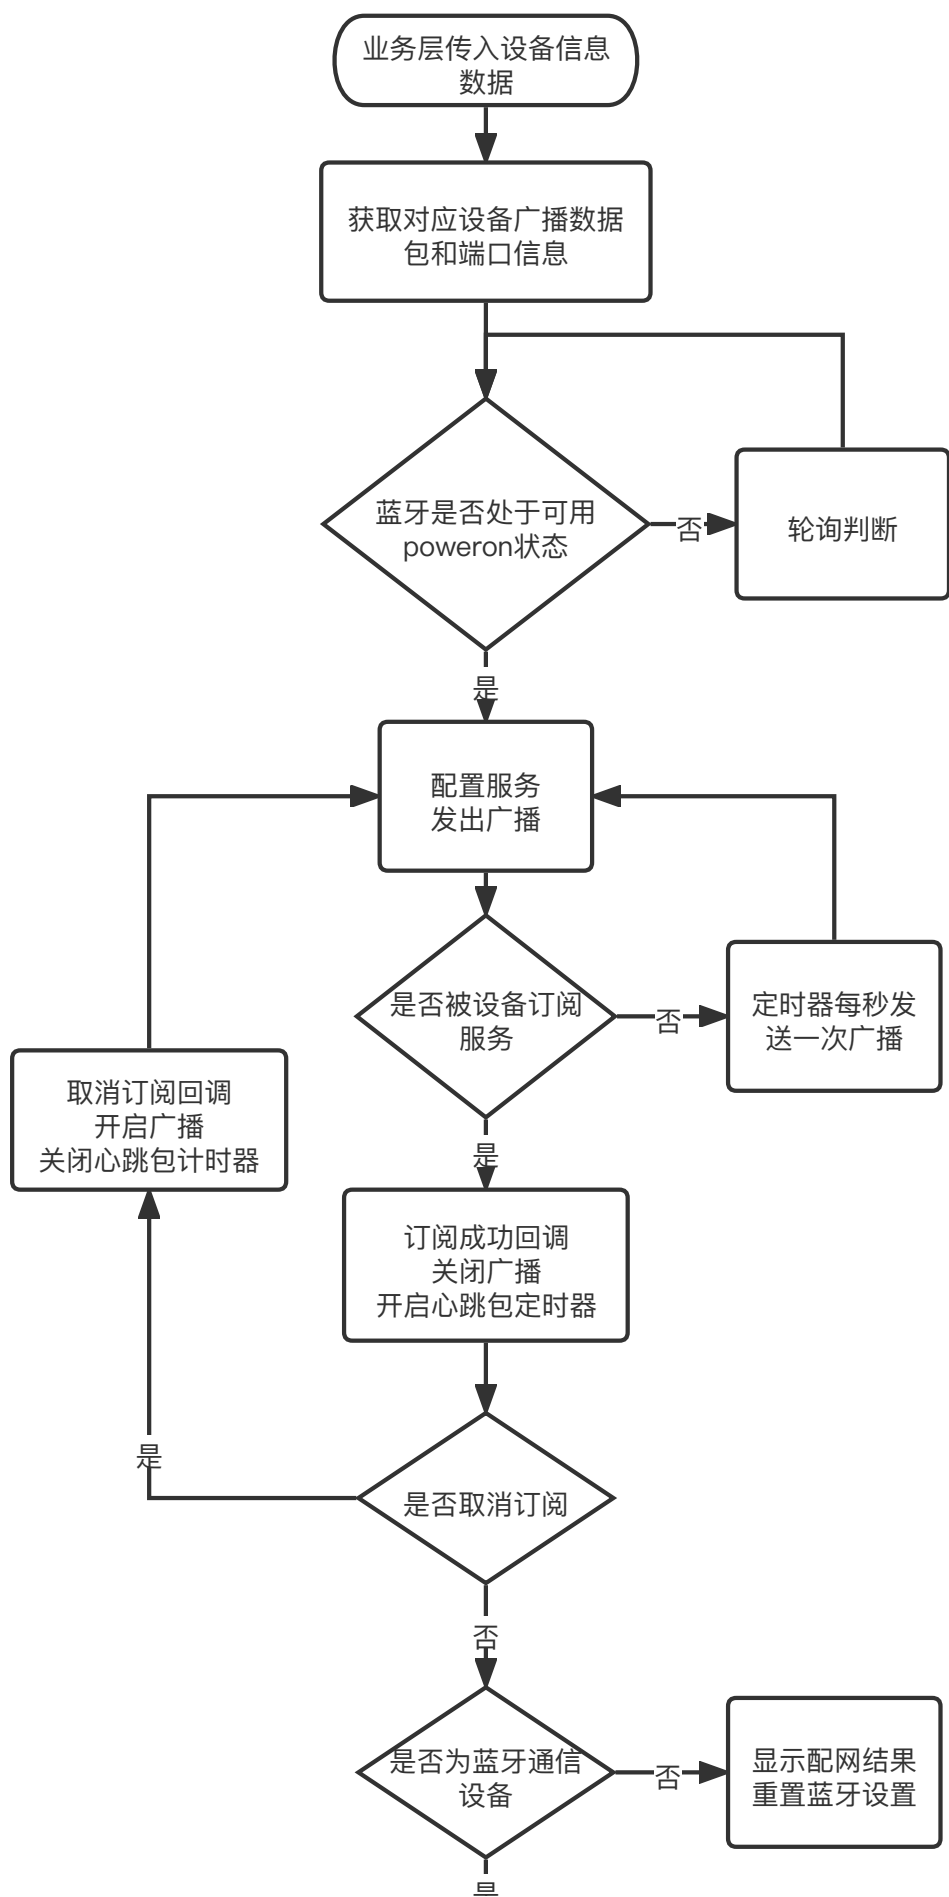 业务层传入设备信息
数据
获取对应设备广播数据
包和端口信息
蓝牙是否处于可用
poweron状态
否
轮询判断
是
配置服务
发出广播
是否被设备订阅
服务
否
定时器每秒发
送一次广播
取消订阅回调
开启广播
关闭心跳包计时器
是
订阅成功回调
关闭广播
开启心跳包定时器
是
是否取消订阅
否
是否为蓝牙通信
设备
否
显示配网结果
重置蓝牙设置
是